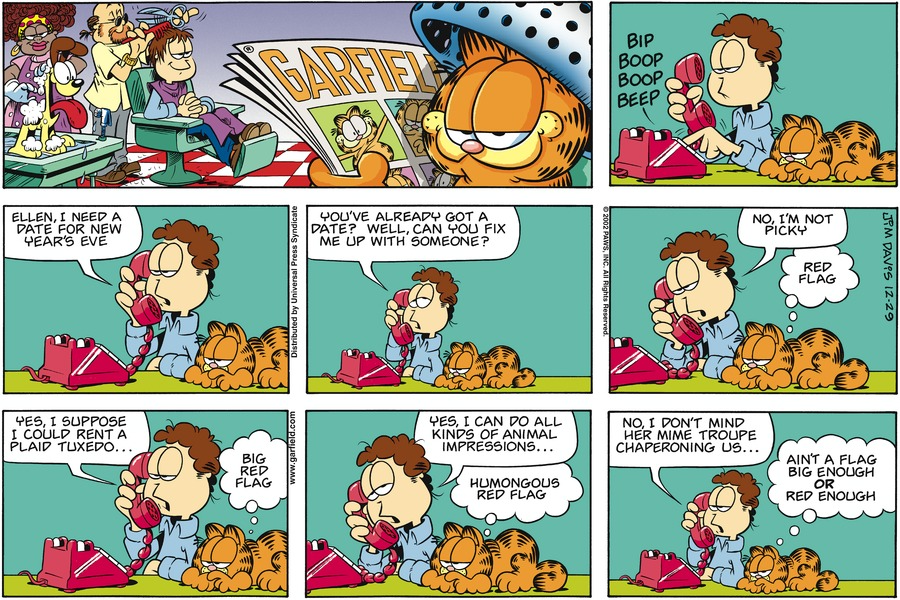 GARFIEL
BIP
BOOP
BOOP
BEEP
ELLEN, I NEED A
DATE FOR NEW
YEAR'S EVE
Distributed by Universal Press Syndicate
YOU'VE ALREADY GOT A
DATE? WELL, CAN YOU FIX
ME UP WITH SOMEONE?
© 2002 PAWS, INC. All Rights Reserved.
NO, I'M NOT
PICKY
RED
FLAG
JIM DAVIS 12-29
YES, I SUPPOSE
I COULD RENT A
PLAID TUXEDO...
BIG
RED
FLAG
www.garfield.com
YES, I CAN DO ALL
KINDS OF ANIMAL
IMPRESSIONS...
HUMONGOUS
RED FLAG
NO, I DON'T MIND
HER MIME TROUPE
CHAPERONING US...
AIN'T A FLAG
BIG ENOUGH
OR
RED ENOUGH